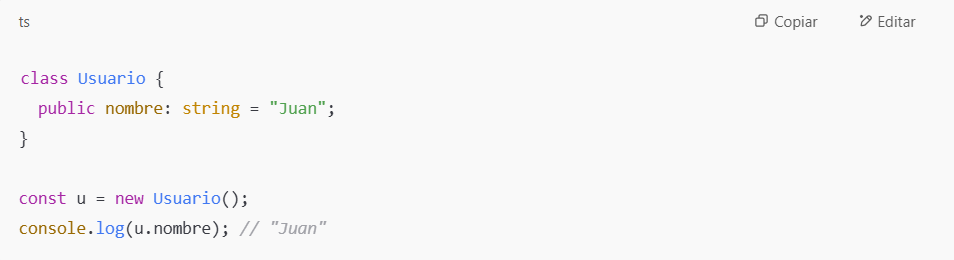 ts Copiar Editar
class Usuario {
  public nombre: string = "Juan";
}
const u = new Usuario();
console.log(u.nombre); // "Juan"